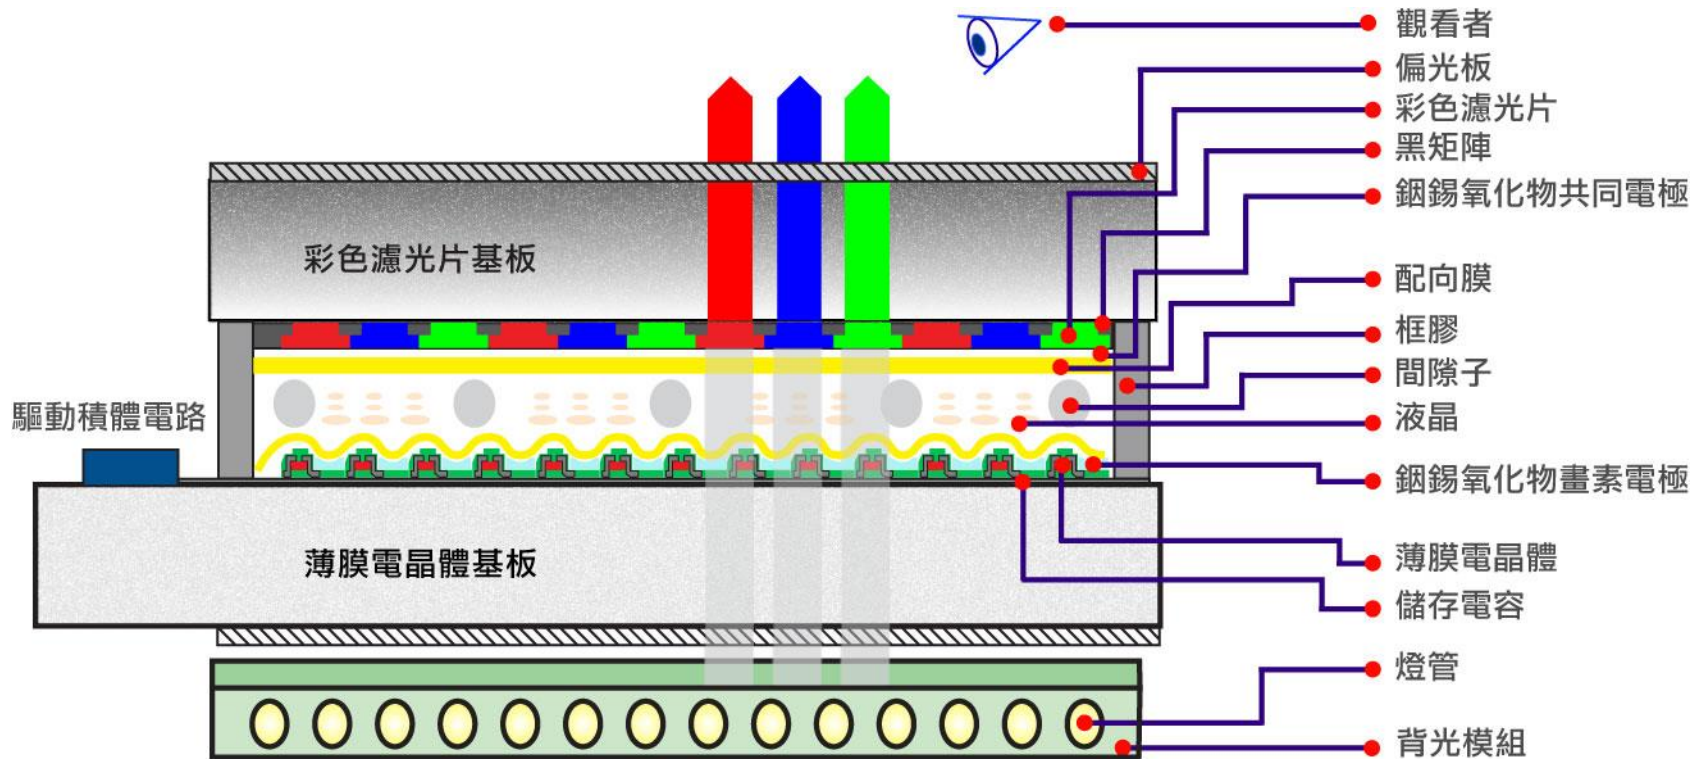 觀看者
偏光板
彩色濾光片
黑矩陣
銦錫氧化物共同電極
彩色濾光片基板
配向膜
框膠
間隙子
驅動積體電路
液晶
銦錫氧化物畫素電極
薄膜電晶體基板
薄膜電晶體
儲存電容
燈管
背光模組